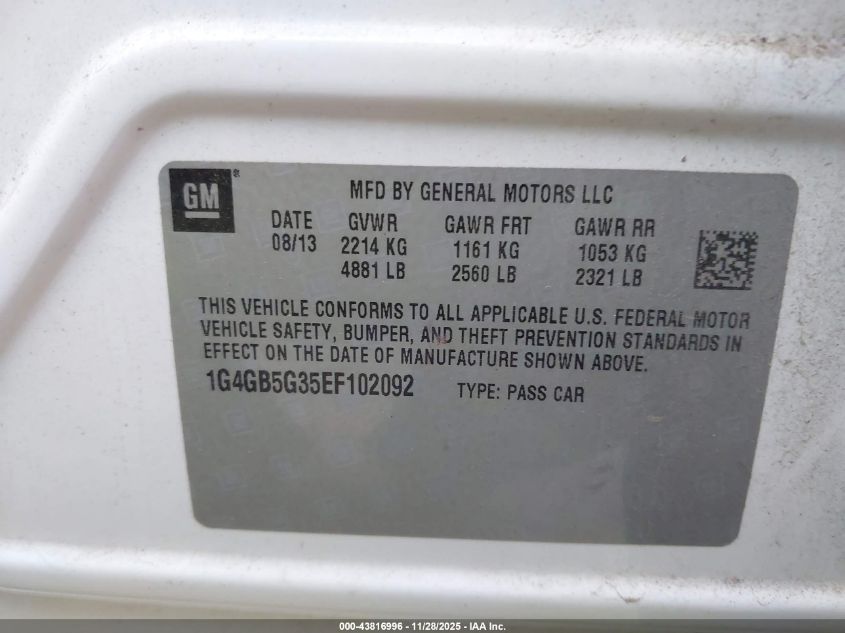 GM®
MFD BY GENERAL MOTORS LLC
DATE GVWR GAWR FRT GAWR RR
08/13 2214 KG 1161 KG 1053 KG
4881 LB 2560 LB 2321 LB
THIS VEHICLE CONFORMS TO ALL APPLICABLE U.S. FEDERAL MOTOR
VEHICLE SAFETY, BUMPER, AND THEFT PREVENTION STANDARDS IN
EFFECT ON THE DATE OF MANUFACTURE SHOWN ABOVE.
1G4GB5G35EF102092 TYPE: PASS CAR
000-43816996 - 11/28/2025 - IAA Inc.